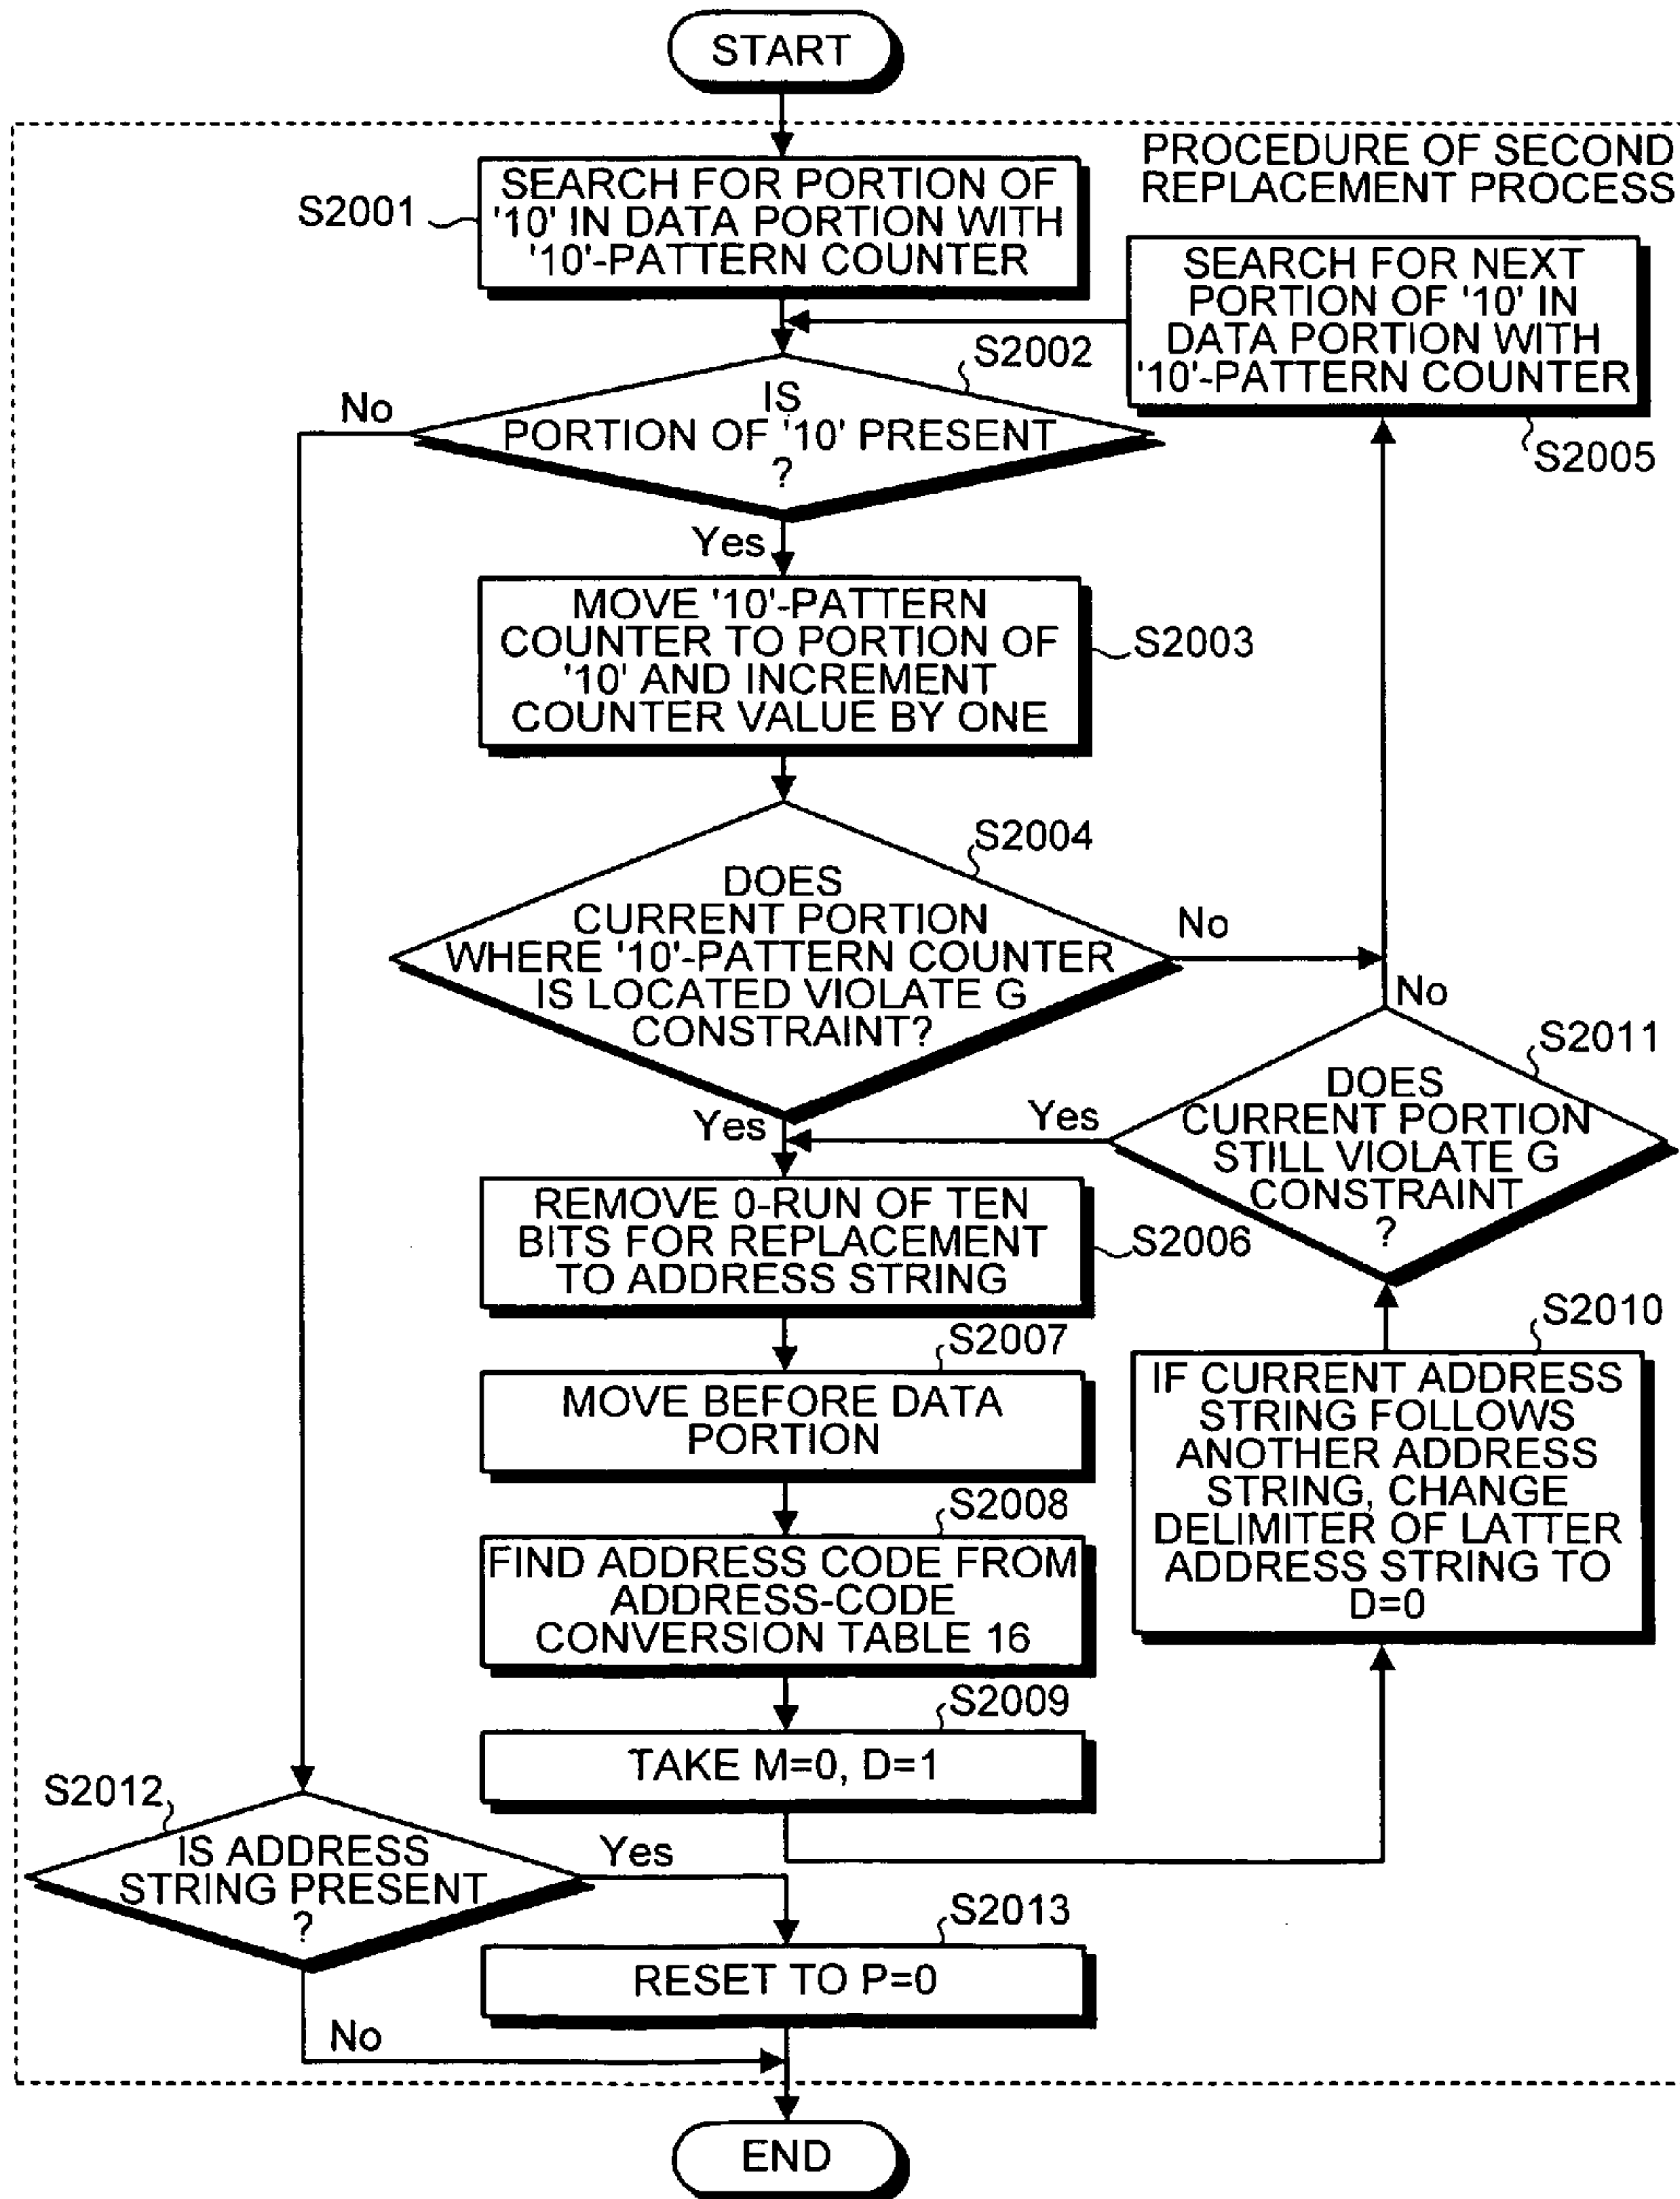 START
PROCEDURE OF SECOND
REPLACEMENT PROCESS
S2001
SEARCH FOR PORTION OF
'10' IN DATA PORTION WITH
'10'-PATTERN COUNTER
SEARCH FOR NEXT
PORTION OF '10' IN
DATA PORTION WITH
'10'-PATTERN COUNTER
S2005
S2002
No
IS
PORTION OF '10' PRESENT
?
Yes
MOVE '10'-PATTERN
COUNTER TO PORTION OF
'10' AND INCREMENT
COUNTER VALUE BY ONE
S2003
S2004
DOES
CURRENT PORTION
WHERE '10'-PATTERN COUNTER
IS LOCATED VIOLATE G
CONSTRAINT?
No
Yes
No
S2011
DOES
CURRENT PORTION
STILL VIOLATE G
CONSTRAINT
?
Yes
REMOVE 0-RUN OF TEN
BITS FOR REPLACEMENT
TO ADDRESS STRING
S2006
S2007
MOVE BEFORE DATA
PORTION
S2008
FIND ADDRESS CODE FROM
ADDRESS-CODE
CONVERSION TABLE 16
S2009
TAKE M=0, D=1
S2010
IF CURRENT ADDRESS
STRING FOLLOWS
ANOTHER ADDRESS
STRING, CHANGE
DELIMITER OF LATTER
ADDRESS STRING TO
D=0
S2012
IS ADDRESS
STRING PRESENT
?
Yes
S2013
RESET TO P=0
No
END